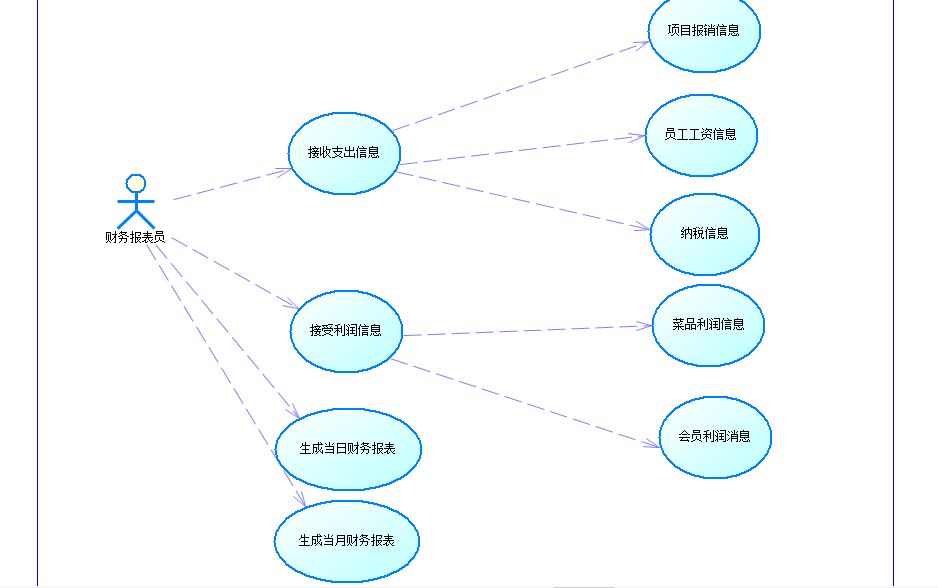 项目报销信息
员工工资信息
接收支出信息
纳税信息
财务报表员
菜品利润信息
接受利润信息
会员利润消息
生成当日财务报表
生成当月财务报表